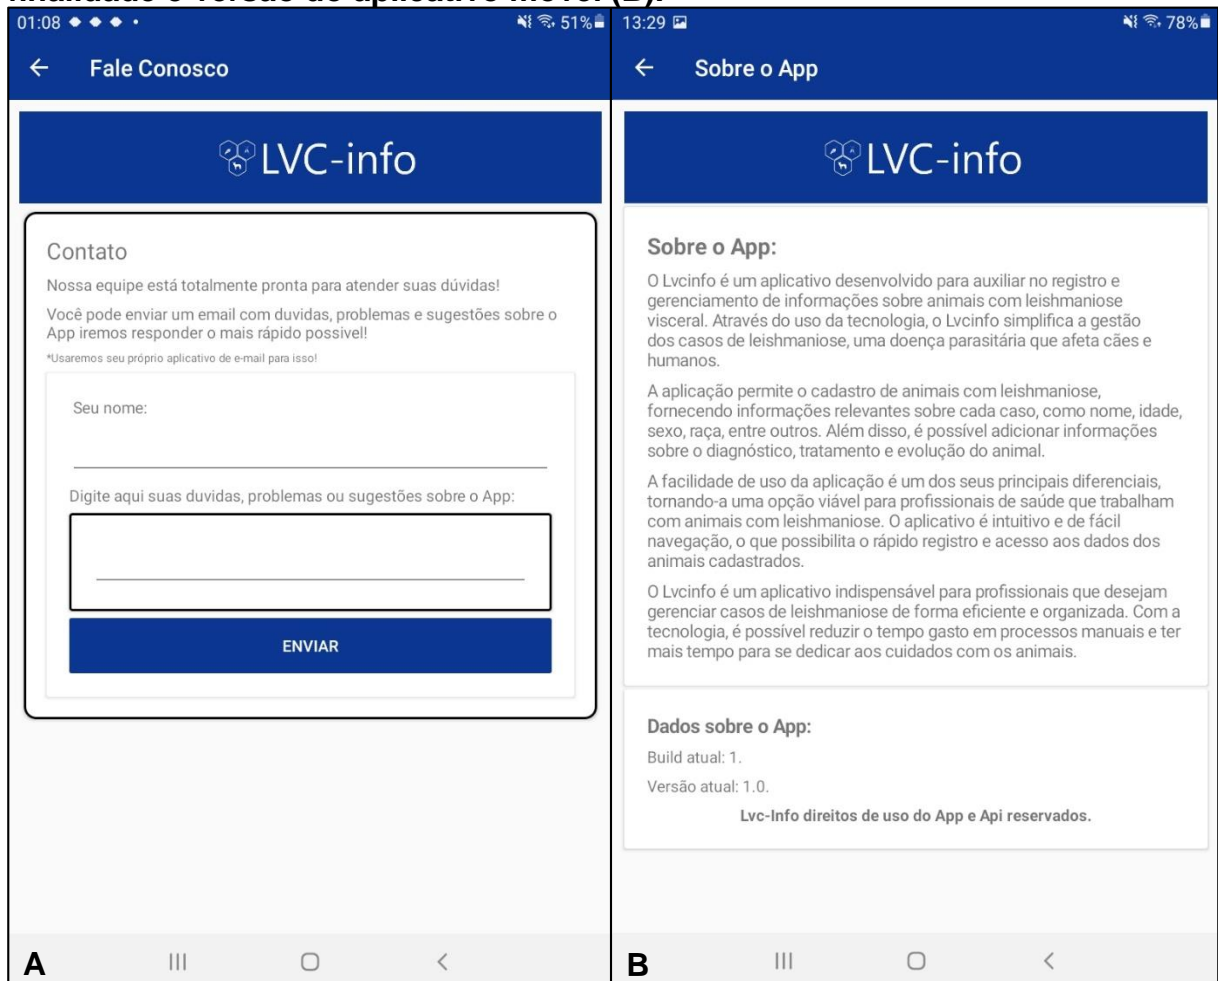 finalidade e versão do aplicativo móvel (B).
01:08 51%
Fale Conosco
LVC-info
Contato
Nossa equipe está totalmente pronta para atender suas dúvidas!
Você pode enviar um email com duvidas, problemas e sugestões sobre o
App iremos responder o mais rápido possivel!
*Usaremos seu próprio aplicativo de e-mail para isso!
Seu nome:
Digite aqui suas duvidas, problemas ou sugestões sobre o App:
ENVIAR
A
13:29 78%
Sobre o App
LVC-info
Sobre o App:
O Lvcinfo é um aplicativo desenvolvido para auxiliar no registro e
gerenciamento de informações sobre animais com leishmaniose
visceral. Através do uso da tecnologia, o Lvcinfo simplifica a gestão
dos casos de leishmaniose, uma doença parasitária que afeta cães e
humanos.
A aplicação permite o cadastro de animais com leishmaniose,
fornecendo informações relevantes sobre cada caso, como nome, idade,
sexo, raça, entre outros. Além disso, é possível adicionar informações
sobre o diagnóstico, tratamento e evolução do animal.
A facilidade de uso da aplicação é um dos seus principais diferenciais,
tornando-a uma opção viável para profissionais de saúde que trabalham
com animais com leishmaniose. O aplicativo é intuitivo e de fácil
navegação, o que possibilita o rápido registro e acesso aos dados dos
animais cadastrados.
O Lvcinfo é um aplicativo indispensável para profissionais que desejam
gerenciar casos de leishmaniose de forma eficiente e organizada. Com a
tecnologia, é possível reduzir o tempo gasto em processos manuais e ter
mais tempo para se dedicar aos cuidados com os animais.
Dados sobre o App:
Build atual: 1.
Versão atual: 1.0.
Lvc-Info direitos de uso do App e Api reservados.
B